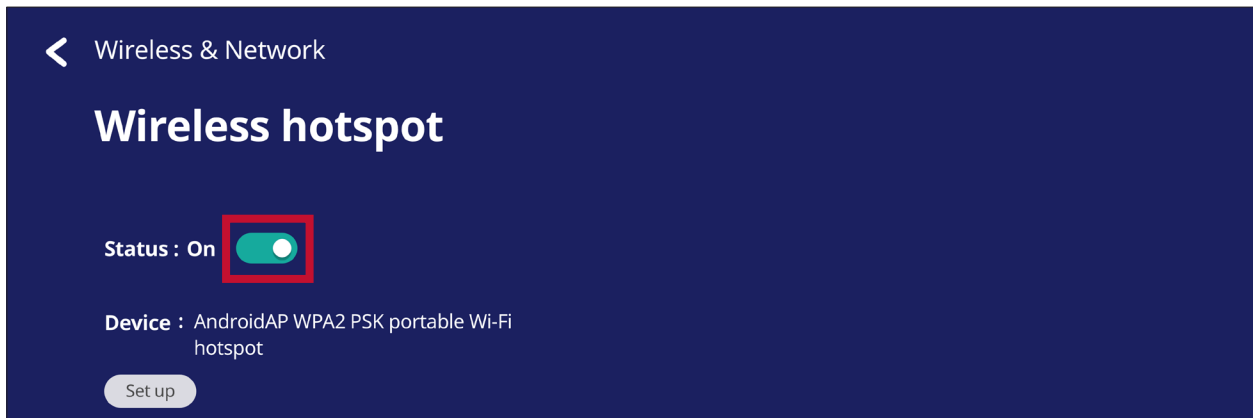 Wireless & Network
Wireless hotspot
Status : On
Device : AndroidAP WPA2 PSK portable Wi-Fi
hotspot
Set up